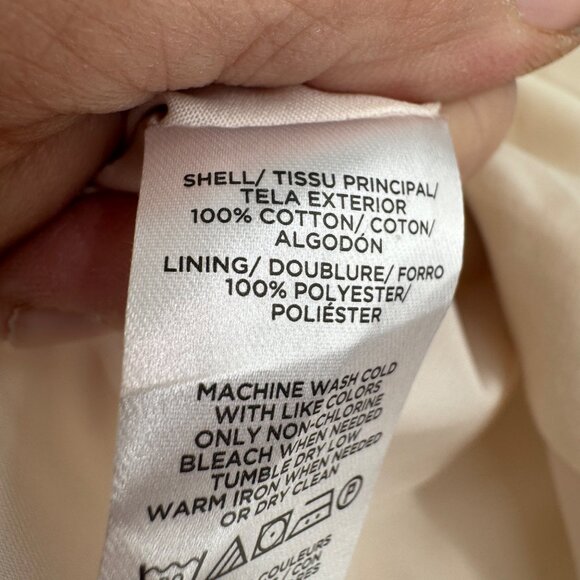 SHELL/ TISSU PRINCIPAL/
TELA EXTERIOR
100% COTTON/ COTON/
ALGODÓN
LINING/ DOUBLURE/ FORRO
100% POLYESTER/
POLIÉSTER
MACHINE WASH COLD
WITH LIKE COLORS
ONLY NON-CHLORINE
BLEACH WHEN NEEDED
TUMBLE DRY LOW
WARM IRON WHEN NEEDED
OR DRY CLEAN
P
COULEURS